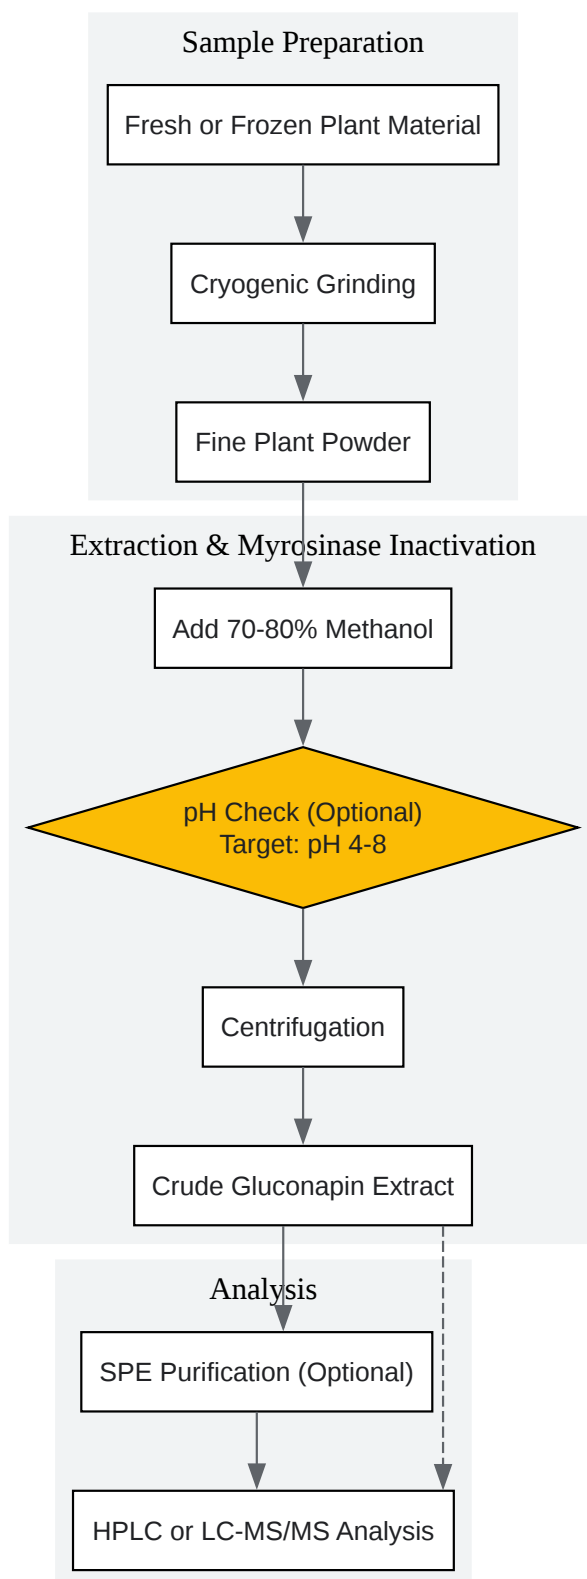 Sample Preparation
Fresh or Frozen Plant Material
Cryogenic Grinding
Fine Plant Powder
Extraction & Myrosinase Inactivation
Add 70-80% Methanol
pH Check (Optional)
Target: pH 4-8
Centrifugation
Crude Gluconapin Extract
Analysis
SPE Purification (Optional)
HPLC or LC-MS/MS Analysis